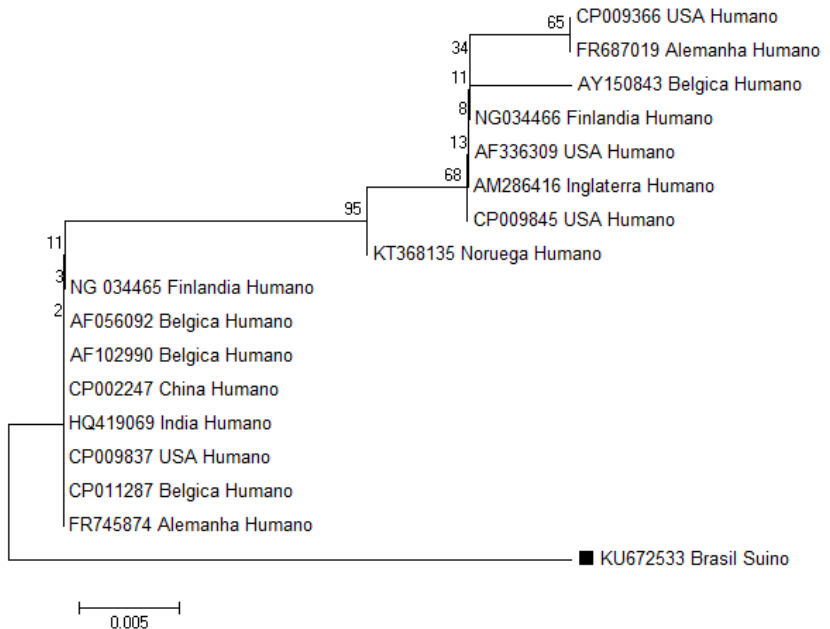 65
CP009366 USA Humano
34
FR687019 Alemanha Humano
11
AY150843 Belgica Humano
8
NG034466 Finlandia Humano
13
AF336309 USA Humano
68
AM286416 Inglaterra Humano
95
CP009845 USA Humano
11
KT368135 Noruega Humano
3
NG 034465 Finlandia Humano
2
AF056092 Belgica Humano
AF102990 Belgica Humano
CP002247 China Humano
HQ419069 India Humano
CP009837 USA Humano
CP011287 Belgica Humano
FR745874 Alemanha Humano
KU672533 Brasil Suino
0.005